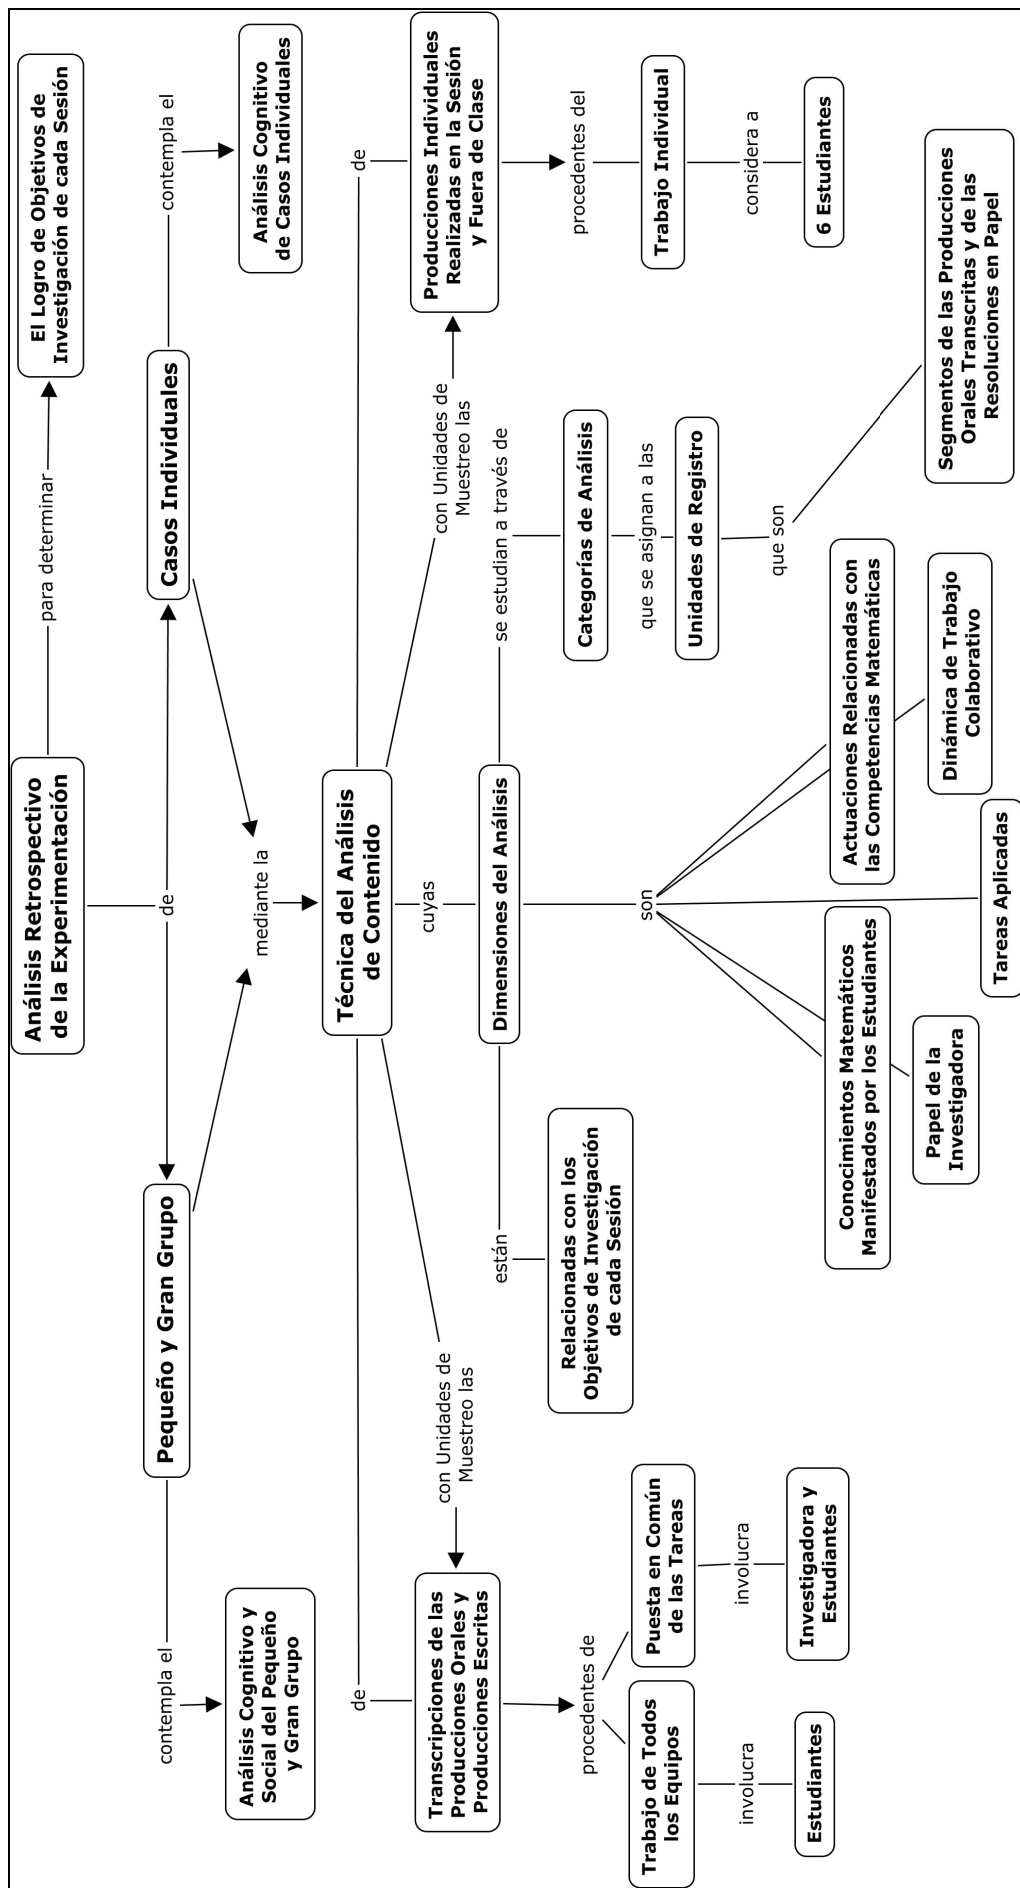 Análisis Retrospectivo
de la Experimentación
para determinar
El Logro de Objetivos de
Investigación de cada Sesión
de
Pequeño y Gran Grupo
Casos Individuales
contempla el
contempla el
Análisis Cognitivo y
Social del Pequeño
y Gran Grupo
mediante la
Análisis Cognitivo
de Casos Individuales
Técnica del Análisis
de Contenido
de
de
cuyas
con Unidades de
Muestreo las
con Unidades de
Muestreo las
Transcripciones de las
Producciones Orales y
Producciones Escritas
Producciones Individuales
Realizadas en la Sesión
y Fuera de Clase
están
Dimensiones del Análisis
se estudian a través de
Relacionadas con los
Objetivos de Investigación
de cada Sesión
Categorías de Análisis
procedentes de
procedentes del
Trabajo de Todos
los Equipos
Puesta en Común
de las Tareas
son
que se asignan a las
Trabajo Individual
Unidades de Registro
involucra
involucra
considera a
que son
Estudiantes
Investigadora y
Estudiantes
6 Estudiantes
Conocimientos Matemáticos
Manifestados por los Estudiantes
Actuaciones Relacionadas con
las Competencias Matemáticas
Papel de la
Investigadora
Dinámica de Trabajo
Colaborativo
Segmentos de las Producciones
Orales Transcritas y de las
Resoluciones en Papel
Tareas Aplicadas